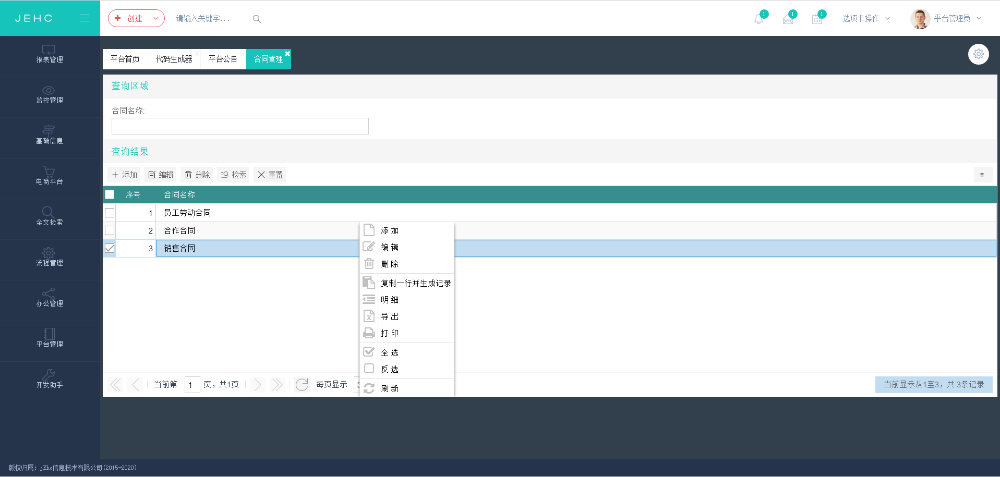 JEHC
创建
请输入关键字...
1
1
1
选项卡操作
平台管理员
报表管理
监控管理
基础信息
电商平台
全文检索
流程管理
办公管理
平台管理
开发助手
平台首页
代码生成器
平台公告
合同管理
查询区域
合同名称:
查询结果
添加
编辑
删除
检索
重置
序号 合同名称
1 员工劳动合同
2 合作合同
3 销售合同
添 加
编 辑
删 除
复制一行并生成记录
明 细
导 出
打 印
全 选
反 选
刷 新
当前第 1 页，共1页
每页显示
当前显示从1至3，共 3条记录
版权归属: jEhc信息技术有限公司(2015-2020)